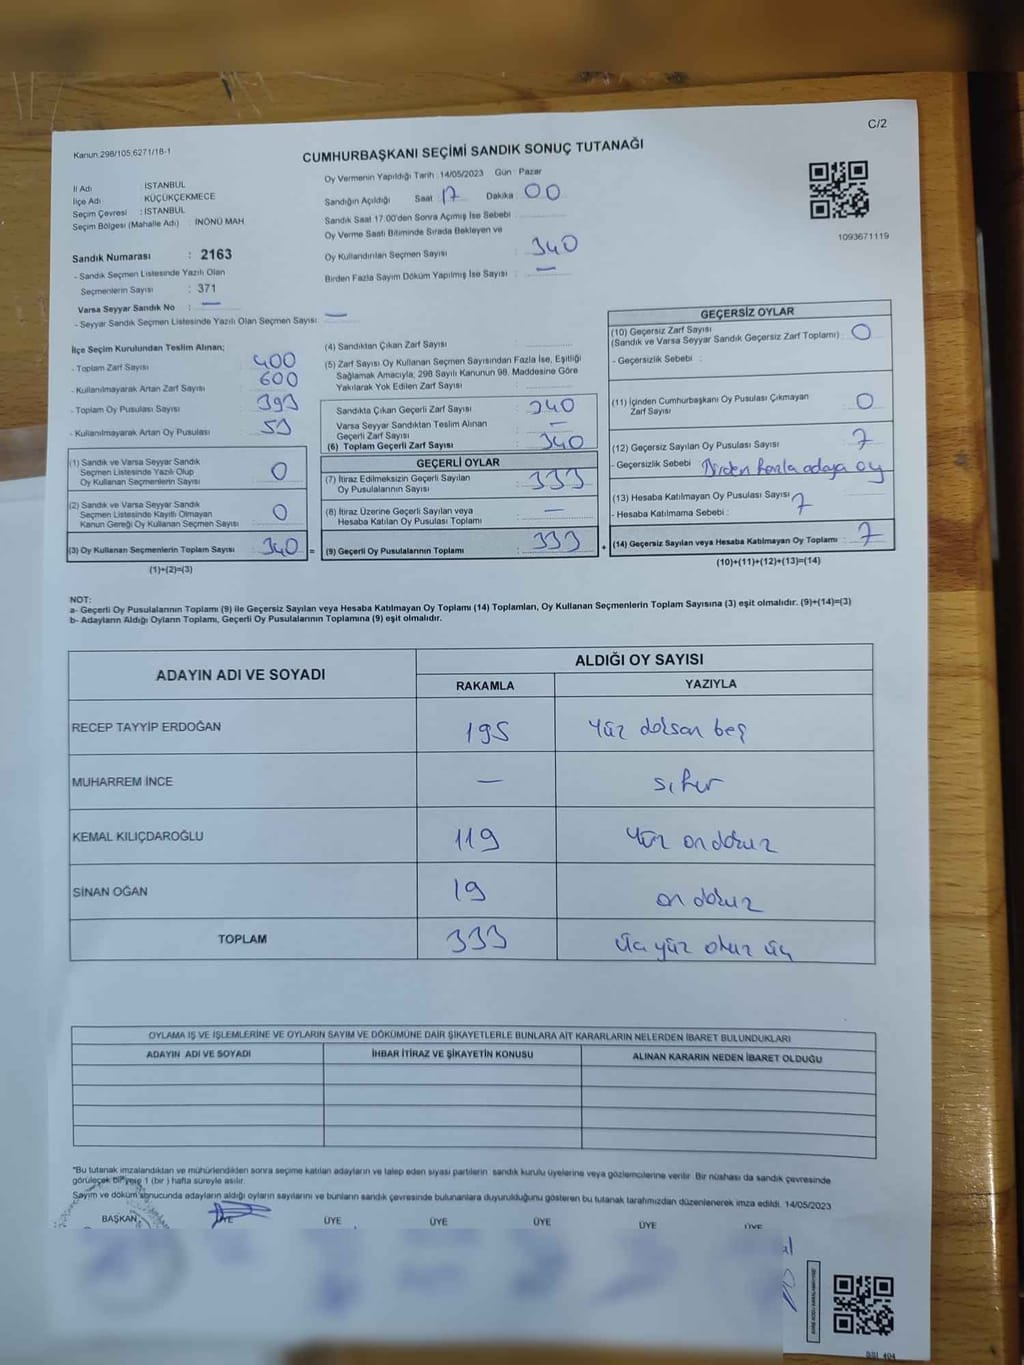 C/2
Kanun 298/105,6271/18-1
CUMHURBAŞKANI SEÇİMİ SANDIK SONUÇ TUTANAĞI
İl Adı : İSTANBUL
İlçe Adı : KÜÇÜKÇEKMECE
Seçim Çevresi : İSTANBUL
Seçim Bölgesi (Mahalle Adı) : İNÖNÜ MAH
Sandık Numarası : 2163
- Sandık Seçmen Listesinde Yazılı Olan
Seçmenlerin Sayısı : 371
Varsa Seyyar Sandık No : —
- Seyyar Sandık Seçmen Listesinde Yazılı Olan Seçmen Sayısı: —
Oy Vermenin Yapıldığı Tarih : 14/05/2023 Gün : Pazar
Sandığın Açıldığı Saat : 17 Dakika : 00
Sandık Saat 17:00'den Sonra Açımış İse Sebebi :
Oy Verme Saati Bitiminde Sırada Bekleyen ve
Oy Kullandırılan Seçmen Sayısı : 340
Birden Fazla Sayım Döküm Yapılmış İse Sayısı : —
1093671119
İlçe Seçim Kurulundan Teslim Alınan;
- Toplam Zarf Sayısı : 400
- Kullanılmayarak Artan Zarf Sayısı : 600
- Toplam Oy Pusulası Sayısı : 393
- Kullanılmayarak Artan Oy Pusulası : 53
(1) Sandık ve Varsa Seyyar Sandık
Seçmen Listesinde Yazılı Olup
Oy Kullanan Seçmenlerin Sayısı : 0
(2) Sandık ve Varsa Seyyar Sandık
Seçmen Listesinde Kayıtlı Olmayan
Kanun Gereği Oy Kullanan Seçmen Sayısı : 0
(3) Oy Kullanan Seçmenlerin Toplam Sayısı : 340 =
(1)+(2)=(3)
(4) Sandıktan Çıkan Zarf Sayısı :
(5) Zarf Sayısı Oy Kullanan Seçmen Sayısından Fazla İse, Eşitliği
Sağlamak Amacıyla; 298 Sayılı Kanunun 98. Maddesine Göre
Yakılarak Yok Edilen Zarf Sayısı :
Sandıkta Çıkan Geçerli Zarf Sayısı : 340
Varsa Seyyar Sandıktan Teslim Alınan
Geçerli Zarf Sayısı : —
(6) Toplam Geçerli Zarf Sayısı : 340
GEÇERLİ OYLAR
(7) İtiraz Edilmeksizin Geçerli Sayılan
Oy Pusulalarının Sayısı : 333
(8) İtiraz Üzerine Geçerli Sayılan veya
Hesaba Katılan Oy Pusulası Toplamı : —
(9) Geçerli Oy Pusulalarının Toplamı : 333 +
GEÇERSİZ OYLAR
(10) Geçersiz Zarf Sayısı
(Sandık ve Varsa Seyyar Sandık Geçersiz Zarf Toplamı) : 0
- Geçersizlik Sebebi :
(11) İçinden Cumhurbaşkanı Oy Pusulası Çıkmayan
Zarf Sayısı : 0
(12) Geçersiz Sayılan Oy Pusulası Sayısı : 7
- Geçersizlik Sebebi : Birden fazla adaya oy
(13) Hesaba Katılmayan Oy Pusulası Sayısı : 7
- Hesaba Katılmama Sebebi :
(14) Geçersiz Sayılan veya Hesaba Katılmayan Oy Toplamı : 7
(10)+(11)+(12)+(13)=(14)
NOT:
a- Geçerli Oy Pusulalarının Toplamı (9) ile Geçersiz Sayılan veya Hesaba Katılmayan Oy Toplamı (14) Toplamları, Oy Kullanan Seçmenlerin Toplam Sayısına (3) eşit olmalıdır. (9)+(14)=(3)
b- Adayların Aldığı Oyların Toplamı, Geçerli Oy Pusulalarının Toplamına (9) eşit olmalıdır.
ADAYIN ADI VE SOYADI
ALDIĞI OY SAYISI
RAKAMLA YAZIYLA
RECEP TAYYİP ERDOĞAN 195 Yüz doksan beş
MUHARREM İNCE — sıfır
KEMAL KILIÇDAROĞLU 119 Yüz on dokuz
SİNAN OĞAN 19 on dokuz
TOPLAM 333 Üç yüz otuz üç
OYLAMA İŞ VE İŞLEMLERİNE VE OYLARIN SAYIM VE DÖKÜMÜNE DAİR ŞİKAYETLERLE BUNLARA AİT KARARLARIN NELERDEN İBARET BULUNDUKLARI
ADAYIN ADI VE SOYADI İHBAR İTİRAZ VE ŞİKAYETİN KONUSU ALINAN KARARIN NEDEN İBARET OLDUĞU
*Bu tutanak imzalandıktan ve mühürlendikten sonra seçime katılan adayların ve talep eden siyasi partilerin sandık kurulu üyelerine veya gözlemcilerine verilir. Bir nüshası da sandık çevresinde
görülecek bir yere 1 (bir ) hafta süreyle asılır.
Sayım ve döküm sonucunda adayların aldığı oyların sayılarını ve bunların sandık çevresinde bulunanlara duyurulduğunu gösteren bu tutanak tarafımızdan düzenlenerek imza edildi. 14/05/2023
BAŞKAN ÜYE ÜYE ÜYE ÜYE ÜYE ÜYE